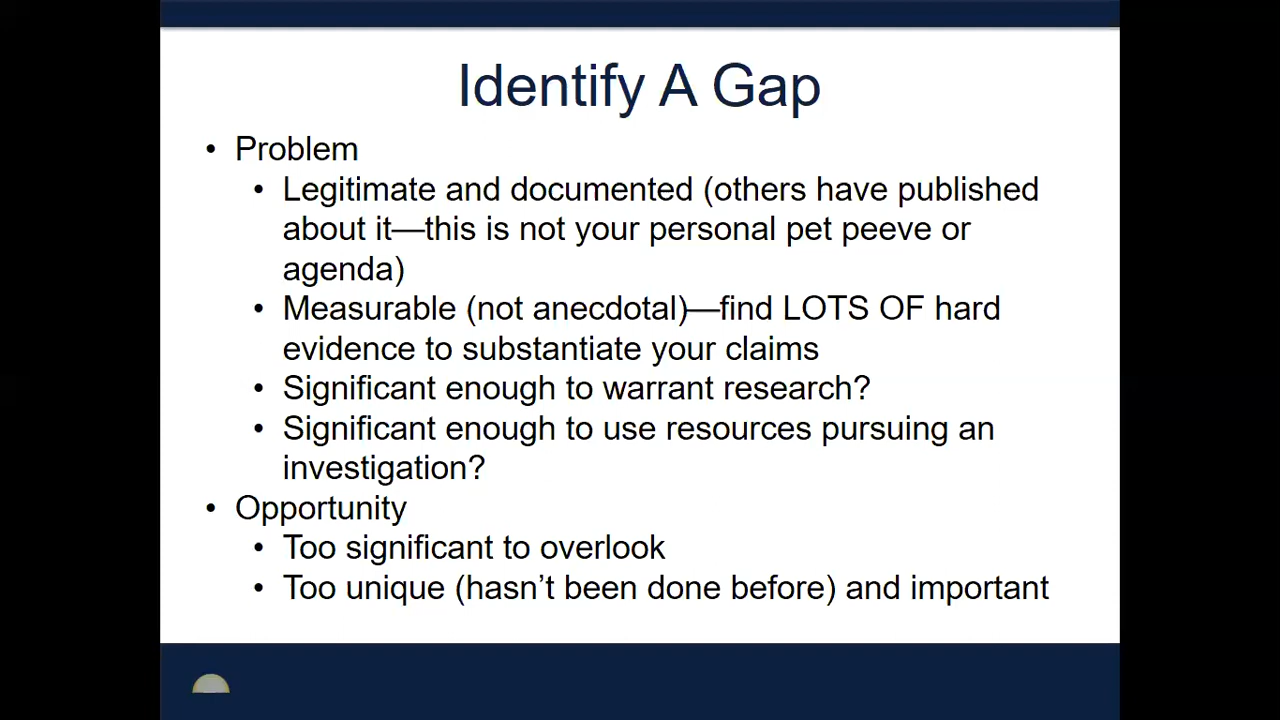 Identify A Gap
• Problem
• Legitimate and documented (others have published
about it—this is not your personal pet peeve or
agenda)
• Measurable (not anecdotal)—find LOTS OF hard
evidence to substantiate your claims
• Significant enough to warrant research?
• Significant enough to use resources pursuing an
investigation?
• Opportunity
• Too significant to overlook
• Too unique (hasn’t been done before) and important